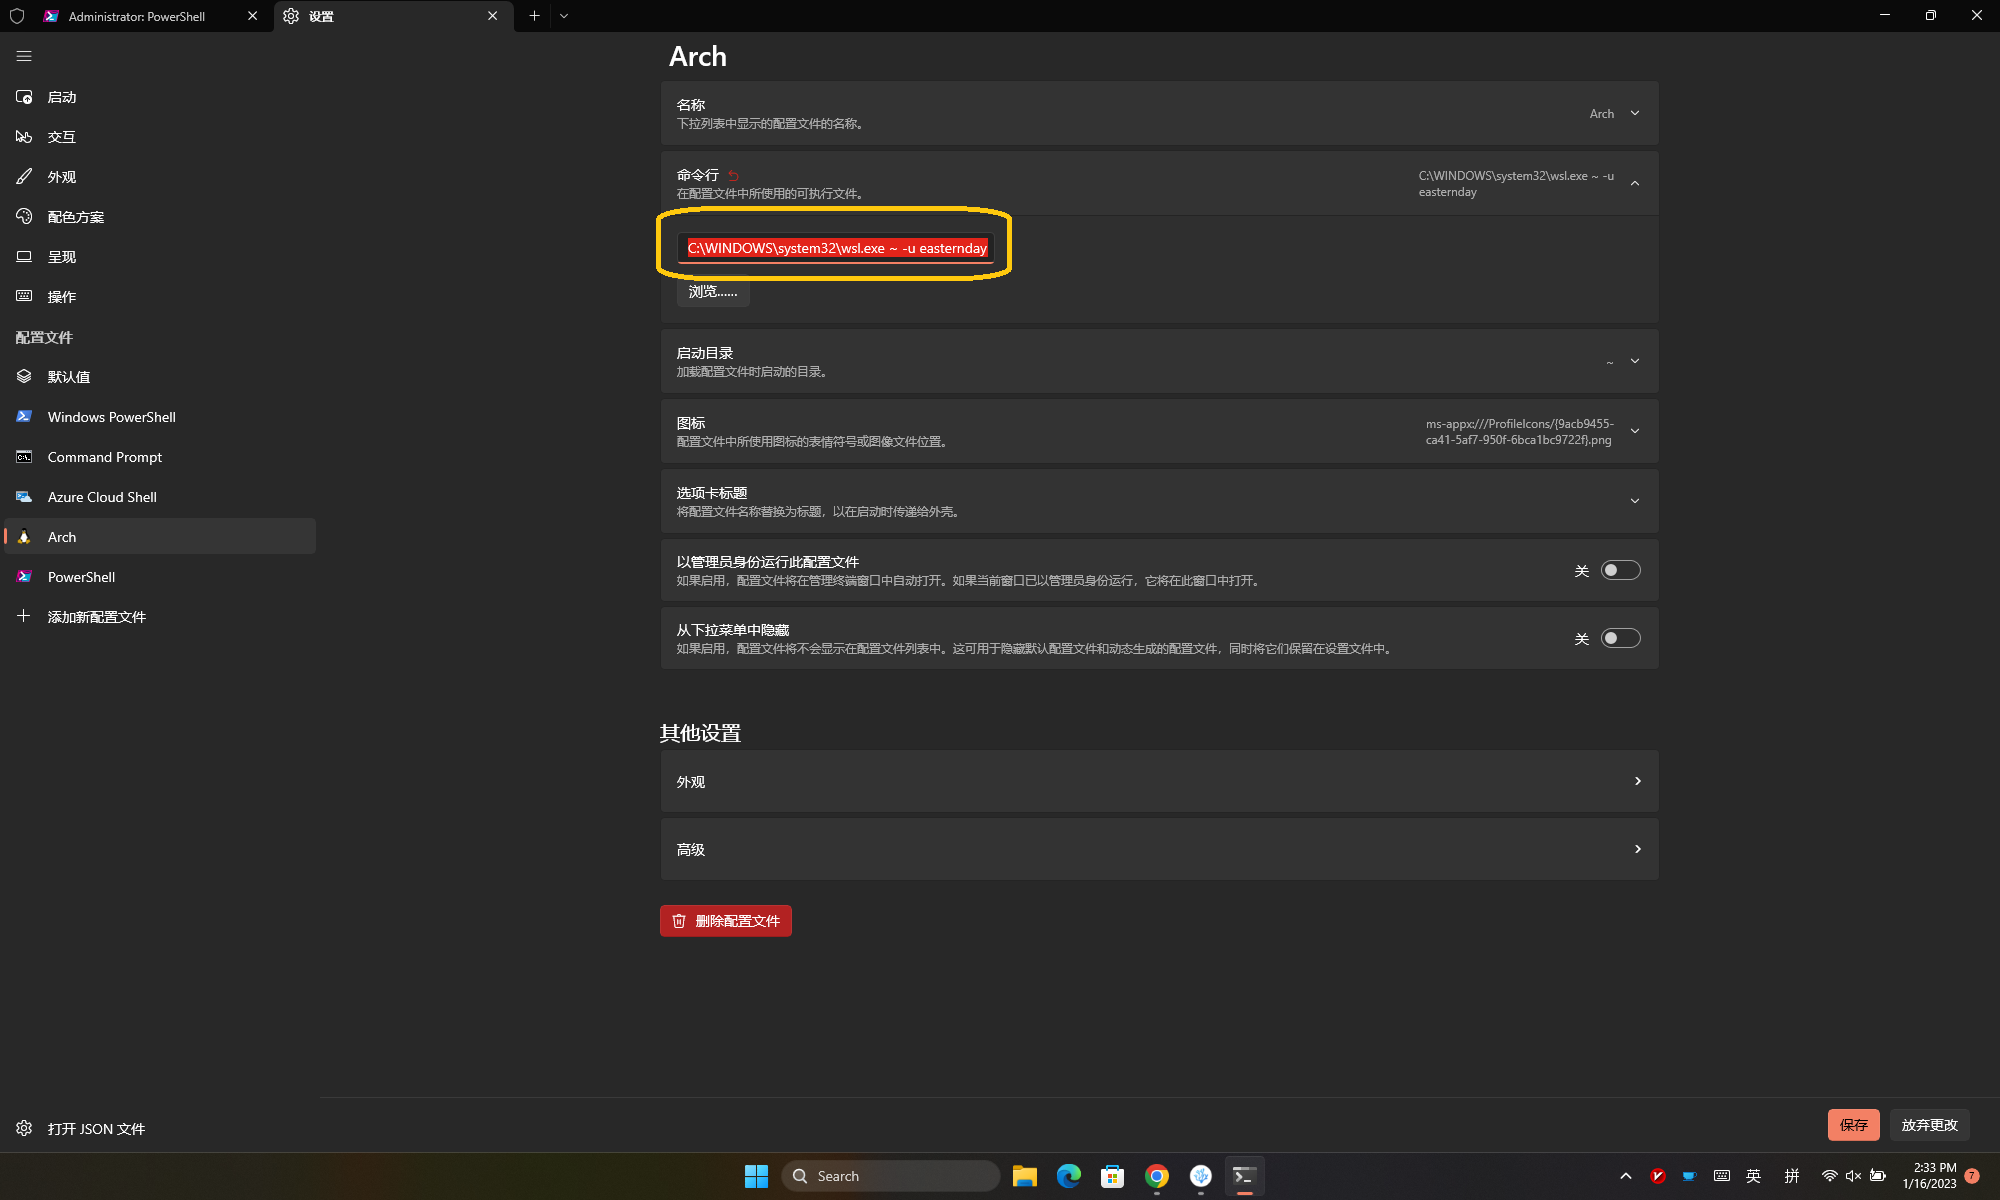 Administrator: PowerShell
设置
启动
交互
外观
配色方案
呈现
操作
配置文件
默认值
Windows PowerShell
Command Prompt
Azure Cloud Shell
Arch
PowerShell
添加新配置文件
打开 JSON 文件
Arch
名称
下拉列表中显示的配置文件的名称。
Arch
命令行
在配置文件中所使用的可执行文件。
C:\WINDOWS\system32\wsl.exe ~ -u
easternday
C:\WINDOWS\system32\wsl.exe ~ -u easternday
浏览......
启动目录
加载配置文件时启动的目录。
~
图标
配置文件中所使用图标的表情符号或图像文件位置。
ms-appx:///ProfileIcons/{9acb9455-
ca41-5af7-950f-6bca1bc9722f}.png
选项卡标题
将配置文件名称替换为标题，以在启动时传递给外壳。
以管理员身份运行此配置文件
如果启用，配置文件将在管理终端窗口中自动打开。如果当前窗口已以管理员身份运行，它将在此窗口中打开。
关
从下拉菜单中隐藏
如果启用，配置文件将不会显示在配置文件列表中。这可用于隐藏默认配置文件和动态生成的配置文件，同时将它们保留在设置文件中。
关
其他设置
外观
高级
删除配置文件
保存
放弃更改
Search
英
拼
2:33 PM
1/16/2023
7